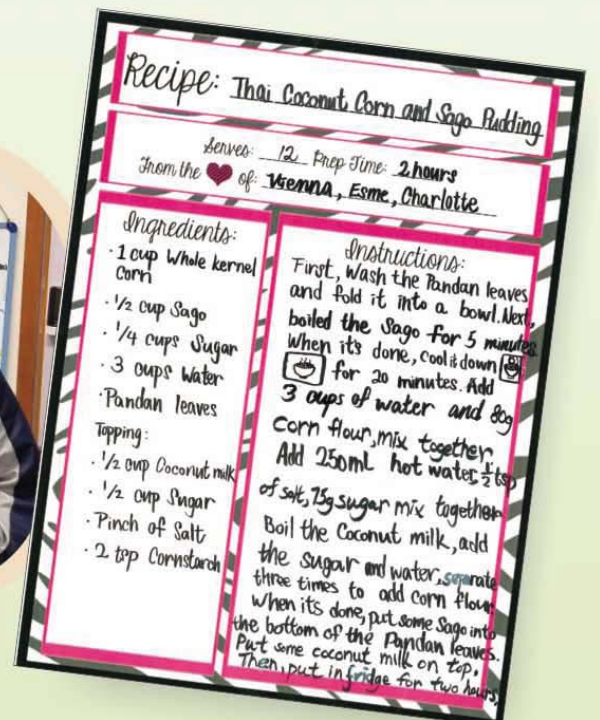 Recipe: Thai Coconut Corn and Sago Pudding
Serves: 12 Prep Time: 2 hours
From the of: Vienna, Esme, Charlotte
Ingredients:
· 1 cup Whole kernel
Corn
· 1/2 cup Sago
· 1/4 cups Sugar
· 3 cups Water
· Pandan leaves
Topping:
· 1/2 cup Coconut milk
· 1/2 cup Sugar
· Pinch of Salt
· 2 tsp Cornstarch
Instructions:
First, Wash the Pandan leaves
and fold it into a bowl. Next,
boiled the Sago for 5 minutes
When it's done, cool it down
for 20 minutes. Add
3 cups of water and 80g
Corn flour, mix together
Add 250mL hot water 1/2 tsp
of salt, 75g sugar mix together
Boil the Coconut milk, add
the sugar and water, separate
three times to add corn flour.
When it's done, put some Sago into
the bottom of the Pandan leaves.
Put some coconut milk on top.
Then, put in fridge for two hours,